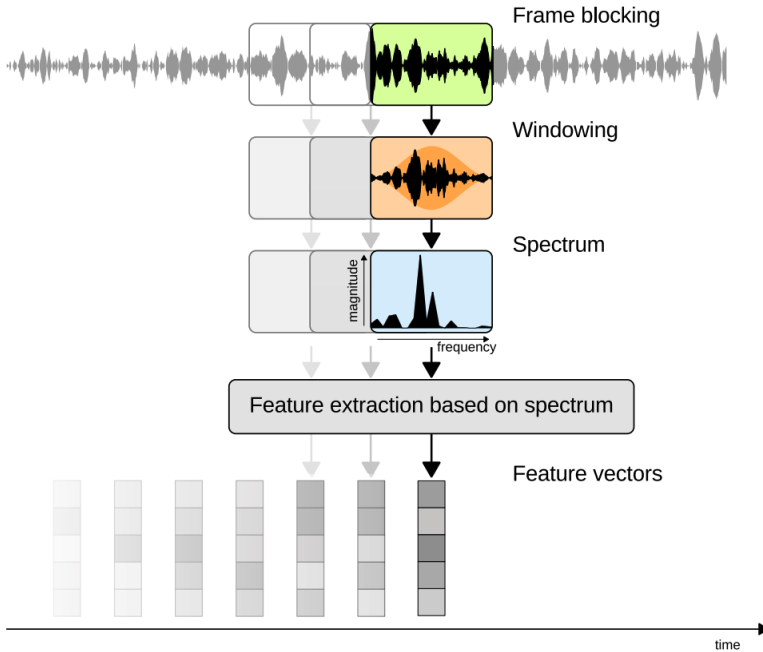 Frame blocking
Windowing
Spectrum
magnitude
frequency
Feature extraction based on spectrum
Feature vectors
time